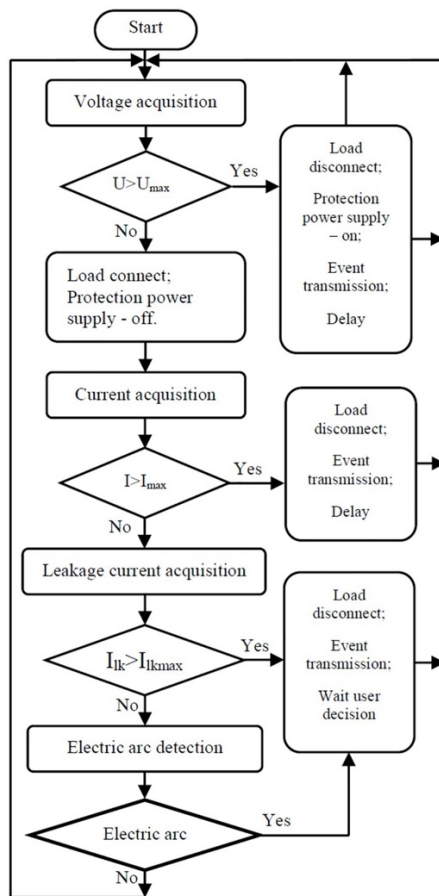 Start
Voltage acquisition
U>Umax
Yes
No
Load
disconnect;
Protection
power supply
– on;
Event
transmission;
Delay
Load connect;
Protection power
supply - off.
Current acquisition
I>Imax
Yes
No
Load
disconnect;
Event
transmission;
Delay
Leakage current acquisition
Ilk>Ilkmax
Yes
No
Load
disconnect;
Event
transmission;
Wait user
decision
Electric arc detection
Electric arc
Yes
No